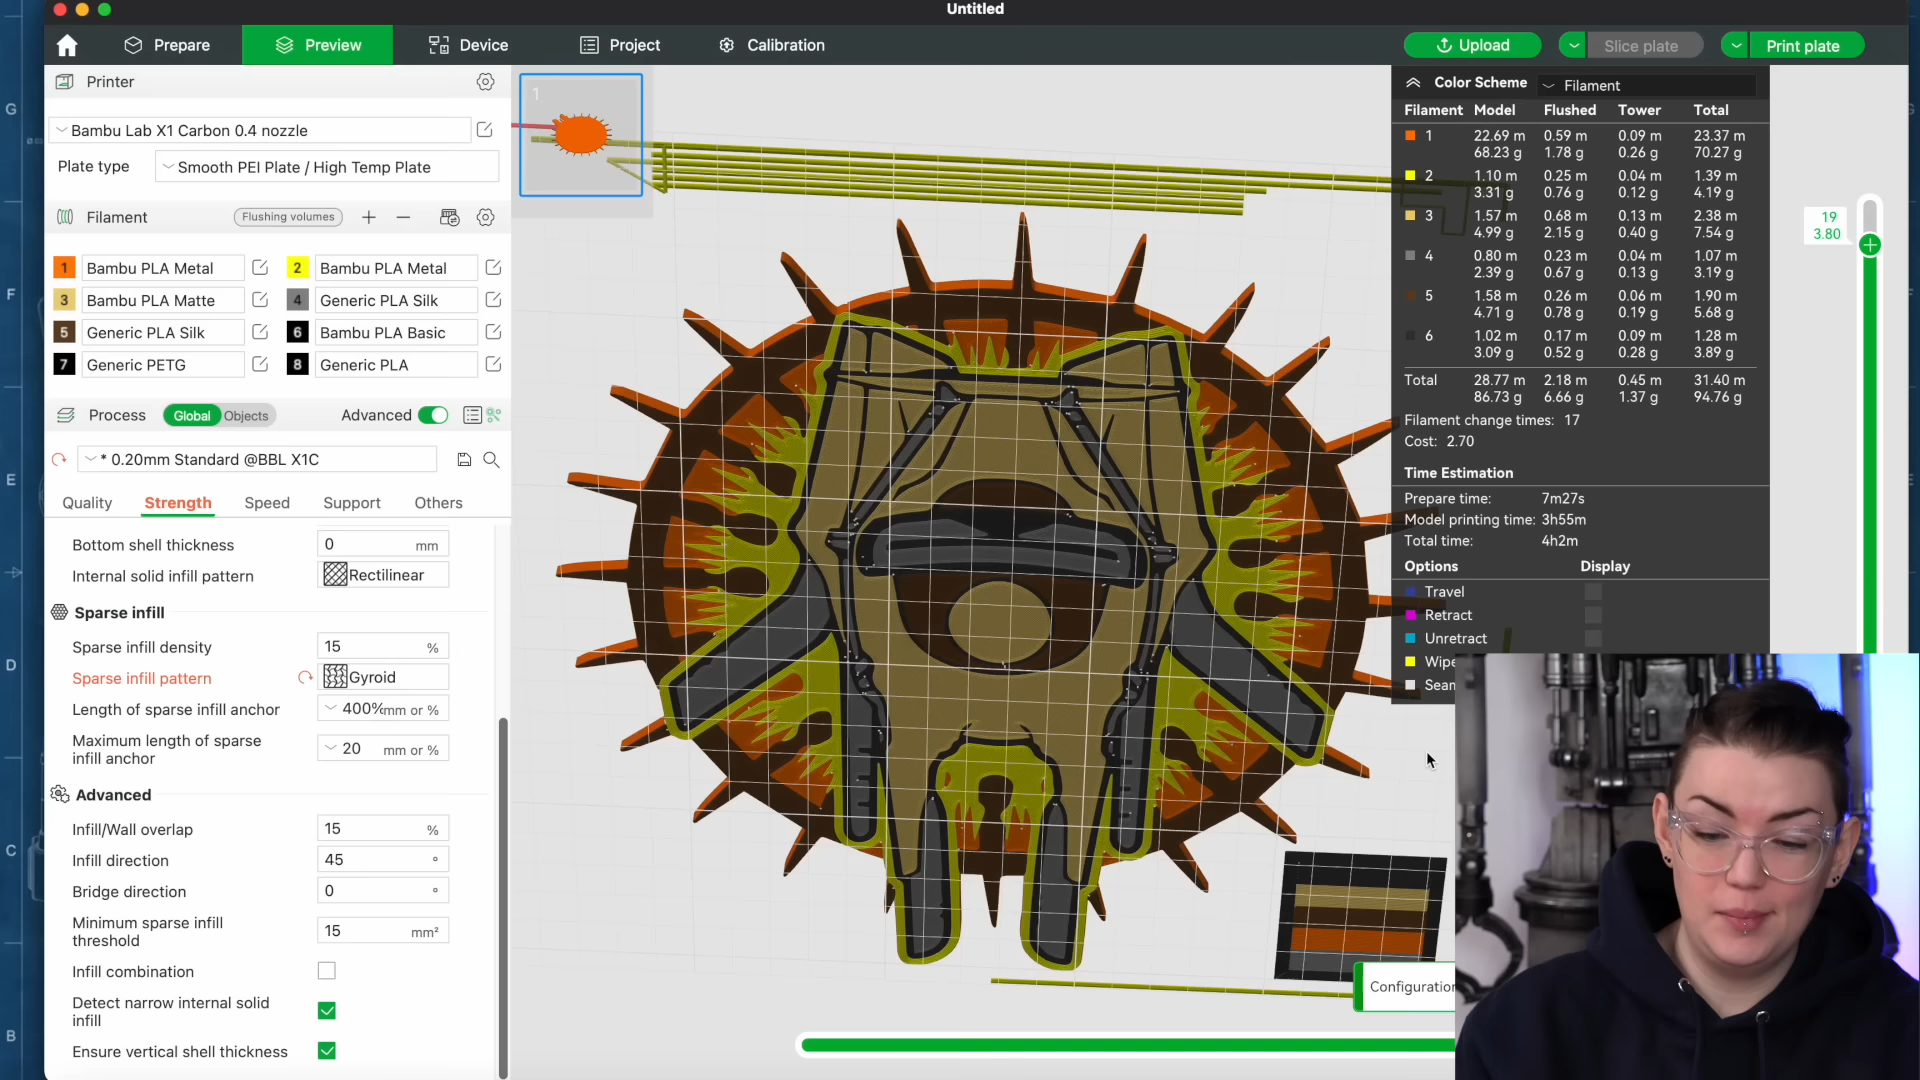 Untitled
Prepare
Preview
Device
Project
Calibration
Upload
Slice plate
Print plate
Printer
Bambu Lab X1 Carbon 0.4 nozzle
Plate type
Smooth PEI Plate / High Temp Plate
Filament
Flushing volumes
1 Bambu PLA Metal
2 Bambu PLA Metal
3 Bambu PLA Matte
4 Generic PLA Silk
5 Generic PLA Silk
6 Bambu PLA Basic
7 Generic PETG
8 Generic PLA
Process
Global
Objects
Advanced
* 0.20mm Standard @BBL X1C
Quality
Strength
Speed
Support
Others
Bottom shell thickness
0 mm
Internal solid infill pattern
Rectilinear
Sparse infill
Sparse infill density
15 %
Sparse infill pattern
Gyroid
Length of sparse infill anchor
400% mm or %
Maximum length of sparse
infill anchor
20 mm or %
Advanced
Infill/Wall overlap
15 %
Infill direction
45 °
Bridge direction
0 °
Minimum sparse infill
threshold
15 mm²
Infill combination
Detect narrow internal solid
infill
Ensure vertical shell thickness
1
Color Scheme
Filament
Filament Model Flushed Tower Total
1 22.69 m 0.59 m 0.09 m 23.37 m
68.23 g 1.78 g 0.26 g 70.27 g
2 1.10 m 0.25 m 0.04 m 1.39 m
3.31 g 0.76 g 0.12 g 4.19 g
3 1.57 m 0.68 m 0.13 m 2.38 m
4.99 g 2.15 g 0.40 g 7.54 g
4 0.80 m 0.23 m 0.04 m 1.07 m
2.39 g 0.67 g 0.13 g 3.19 g
5 1.58 m 0.26 m 0.06 m 1.90 m
4.71 g 0.78 g 0.19 g 5.68 g
6 1.02 m 0.17 m 0.09 m 1.28 m
3.09 g 0.52 g 0.28 g 3.89 g
Total 28.77 m 2.18 m 0.45 m 31.40 m
86.73 g 6.66 g 1.37 g 94.76 g
Filament change times: 17
Cost: 2.70
Time Estimation
Prepare time: 7m27s
Model printing time: 3h55m
Total time: 4h2m
Options Display
Travel
Retract
Unretract
Wipe
Seam
19
3.80
Configuration
G
F
E
D
C
B